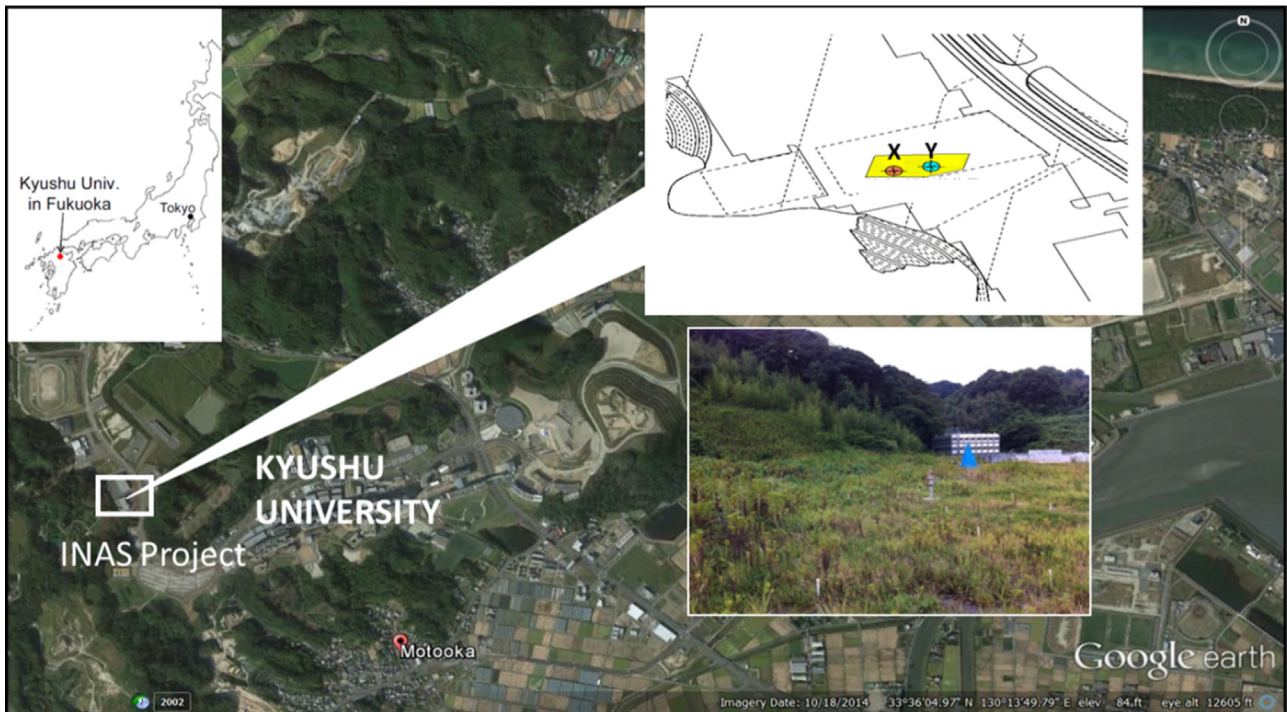 Kyushu Univ.
in Fukuoka
Tokyo
X Y
N
KYUSHU
UNIVERSITY
INAS Project
Motooka
Google earth
2002
Imagery Date: 10/18/2014 33°36'04.97" N 130°13'49.79" E elev 84 ft eye alt 12605 ft